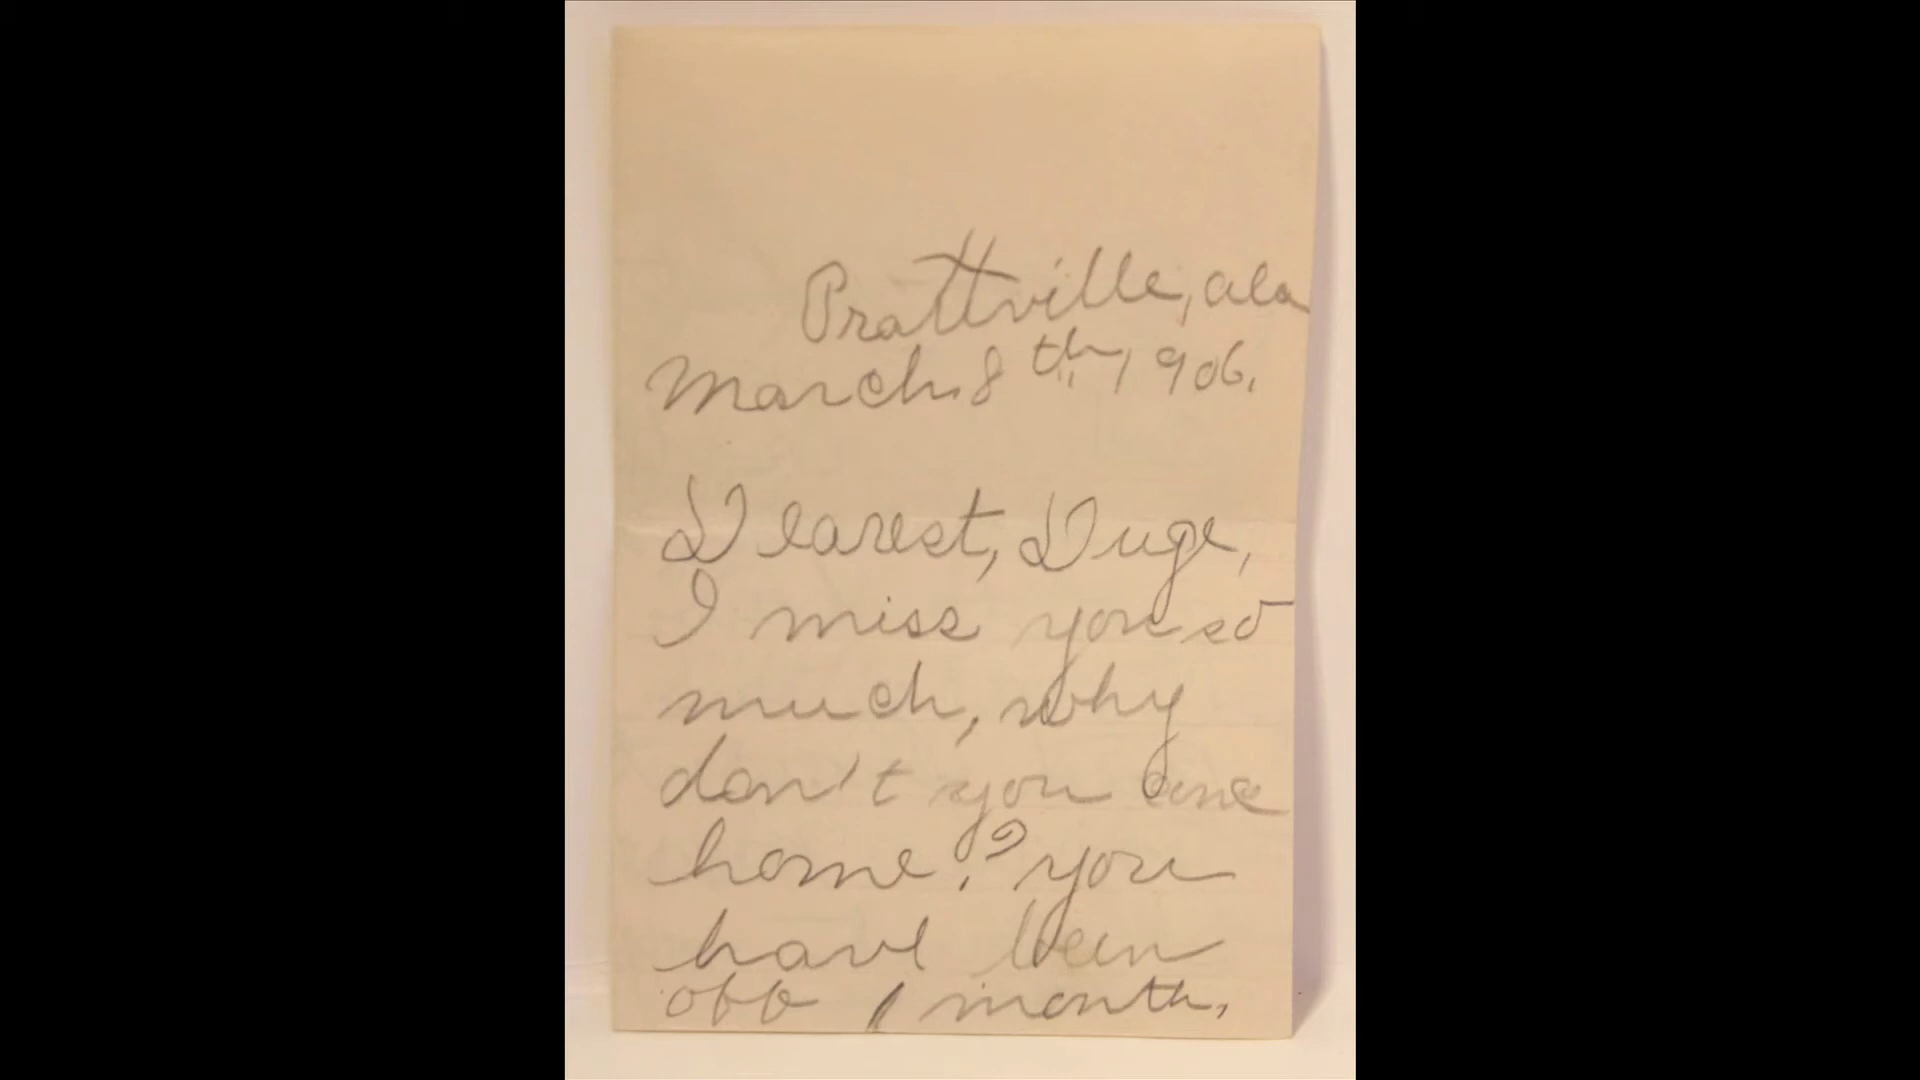 Prattville, Ala
March. 8th, 1906.
Dearest, Duge,
I miss you so
much, why
don't you come
home? you
have been
off 1 month.